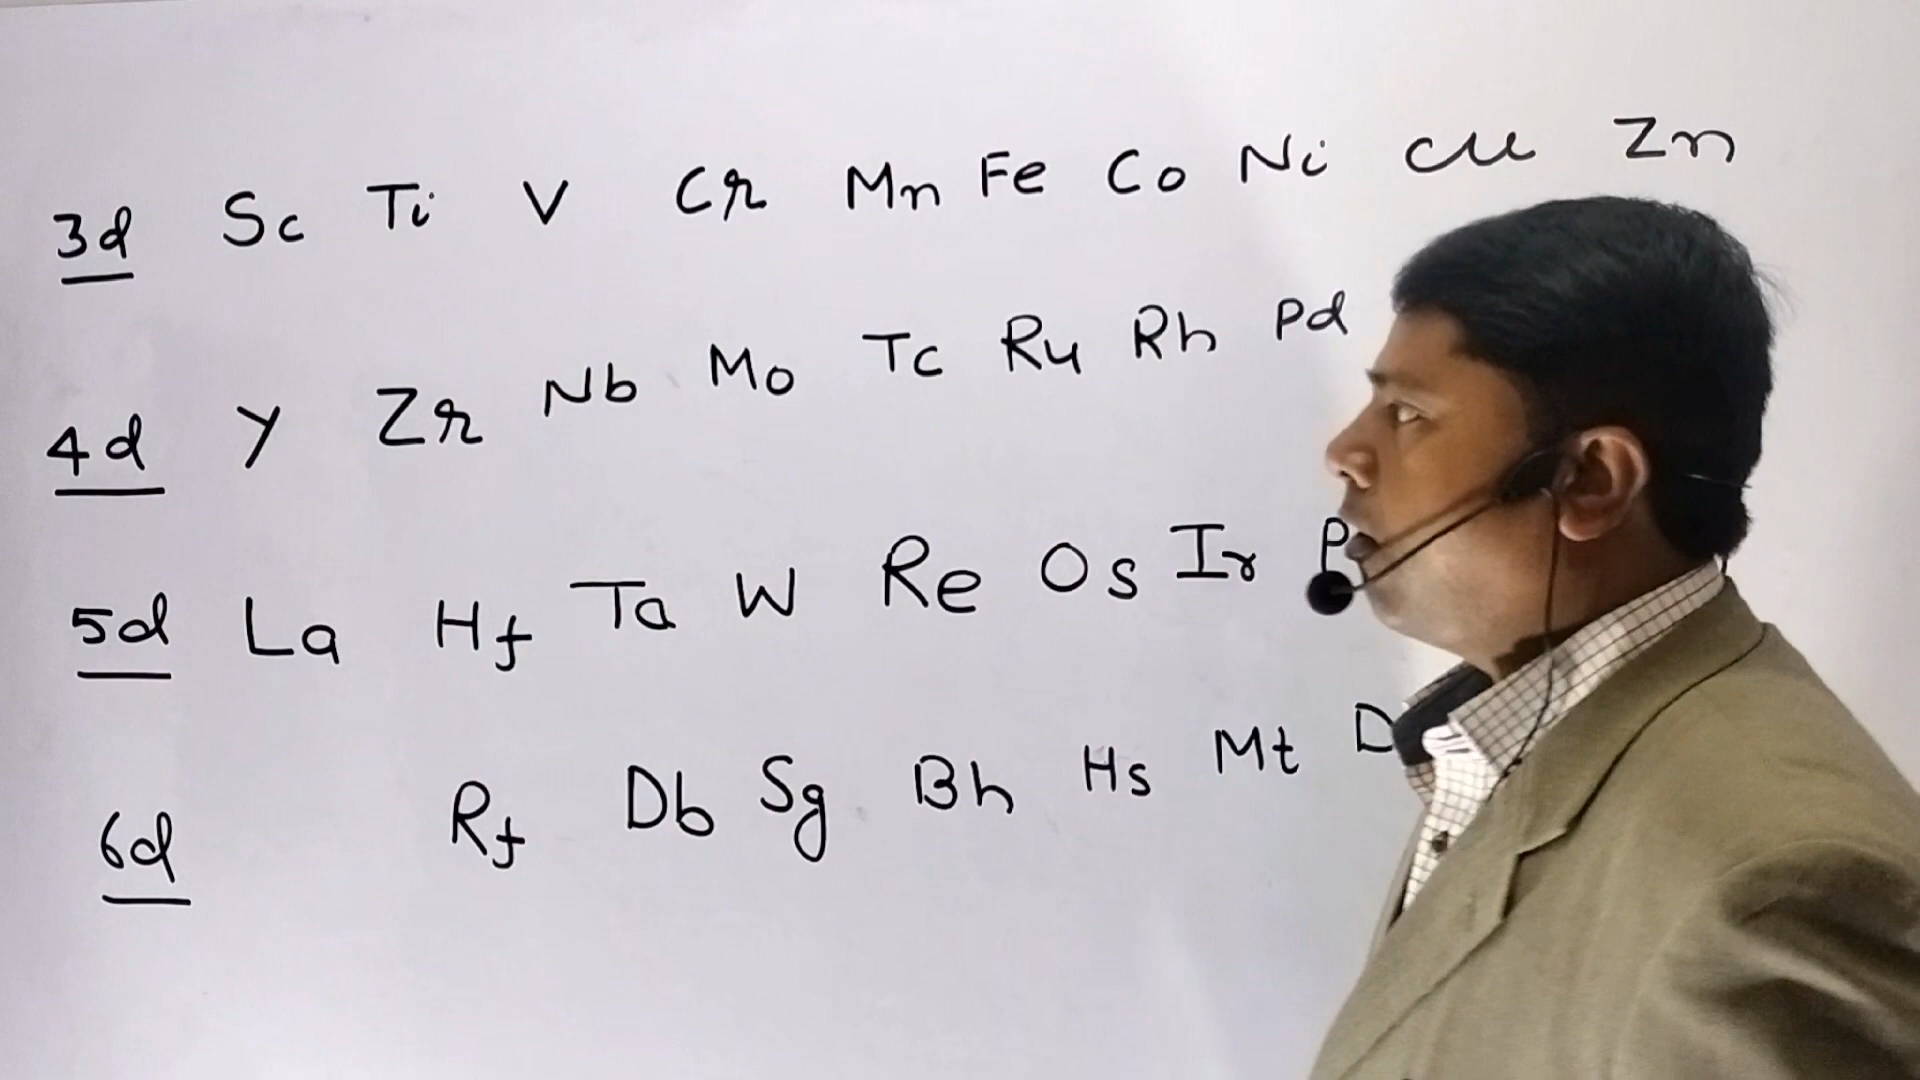 3d Sc Ti V Cr Mn Fe Co Ni Cu Zn
4d Y Zr Nb Mo Tc Ru Rh Pd
5d La Hf Ta W Re Os Ir
6d Rf Db Sg Bh Hs Mt